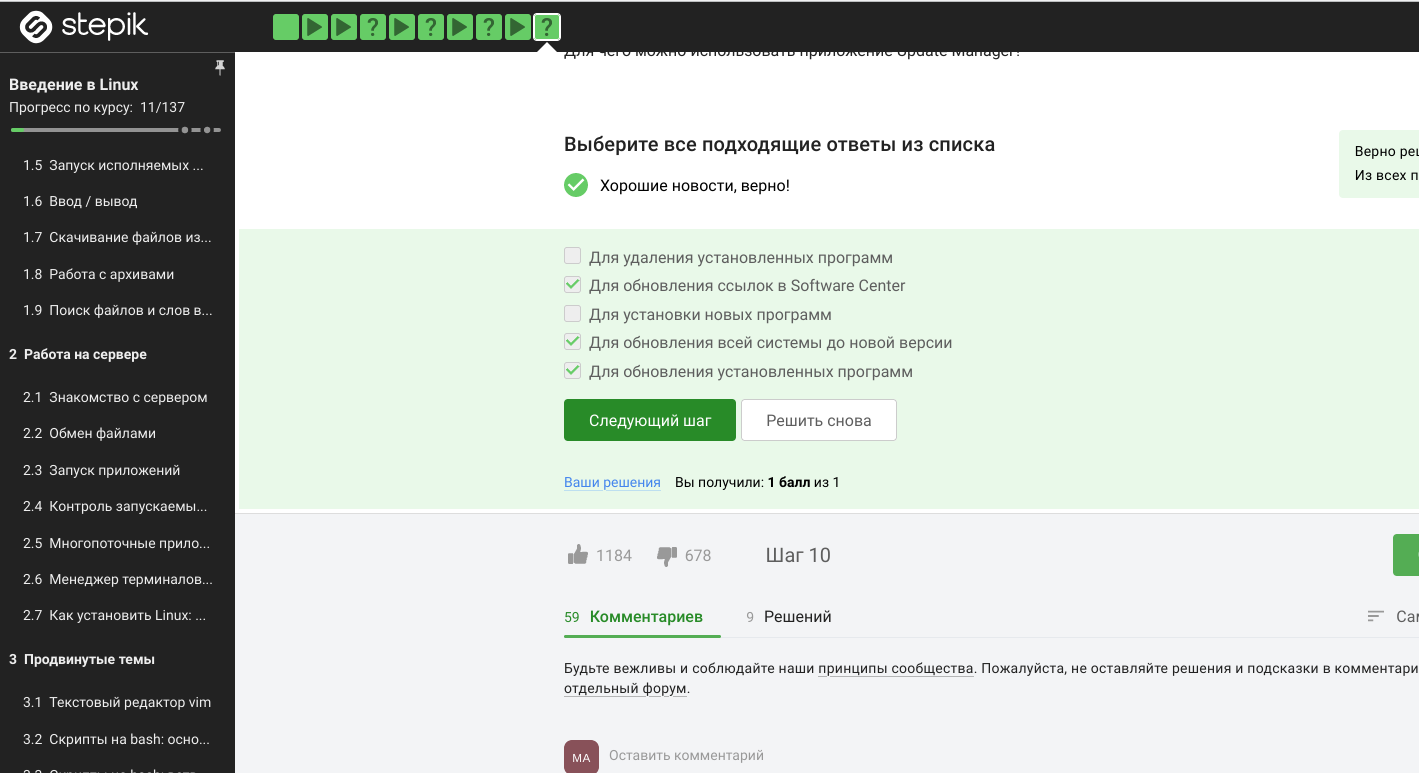 stepik
? ? ? ?
Введение в Linux
Прогресс по курсу: 11/137
1.5 Запуск исполняемых ...
1.6 Ввод / вывод
1.7 Скачивание файлов из...
1.8 Работа с архивами
1.9 Поиск файлов и слов в...
2 Работа на сервере
2.1 Знакомство с сервером
2.2 Обмен файлами
2.3 Запуск приложений
2.4 Контроль запускаемы...
2.5 Многопоточные прило...
2.6 Менеджер терминалов...
2.7 Как установить Linux: ...
3 Продвинутые темы
3.1 Текстовый редактор vim
3.2 Скрипты на bash: осно...
Для чего можно использовать приложение Update Manager?
Выберите все подходящие ответы из списка
Хорошие новости, верно!
Верно
Из всех
Для удаления установленных программ
Для обновления ссылок в Software Center
Для установки новых программ
Для обновления всей системы до новой версии
Для обновления установленных программ
Следующий шаг Решить снова
Ваши решения Вы получили: 1 балл из 1
1184 678 Шаг 10
59 Комментариев 9 Решений
Будьте вежливы и соблюдайте наши принципы сообщества. Пожалуйста, не оставляйте решения и подсказки в комментари
отдельный форум.
MA Оставить комментарий